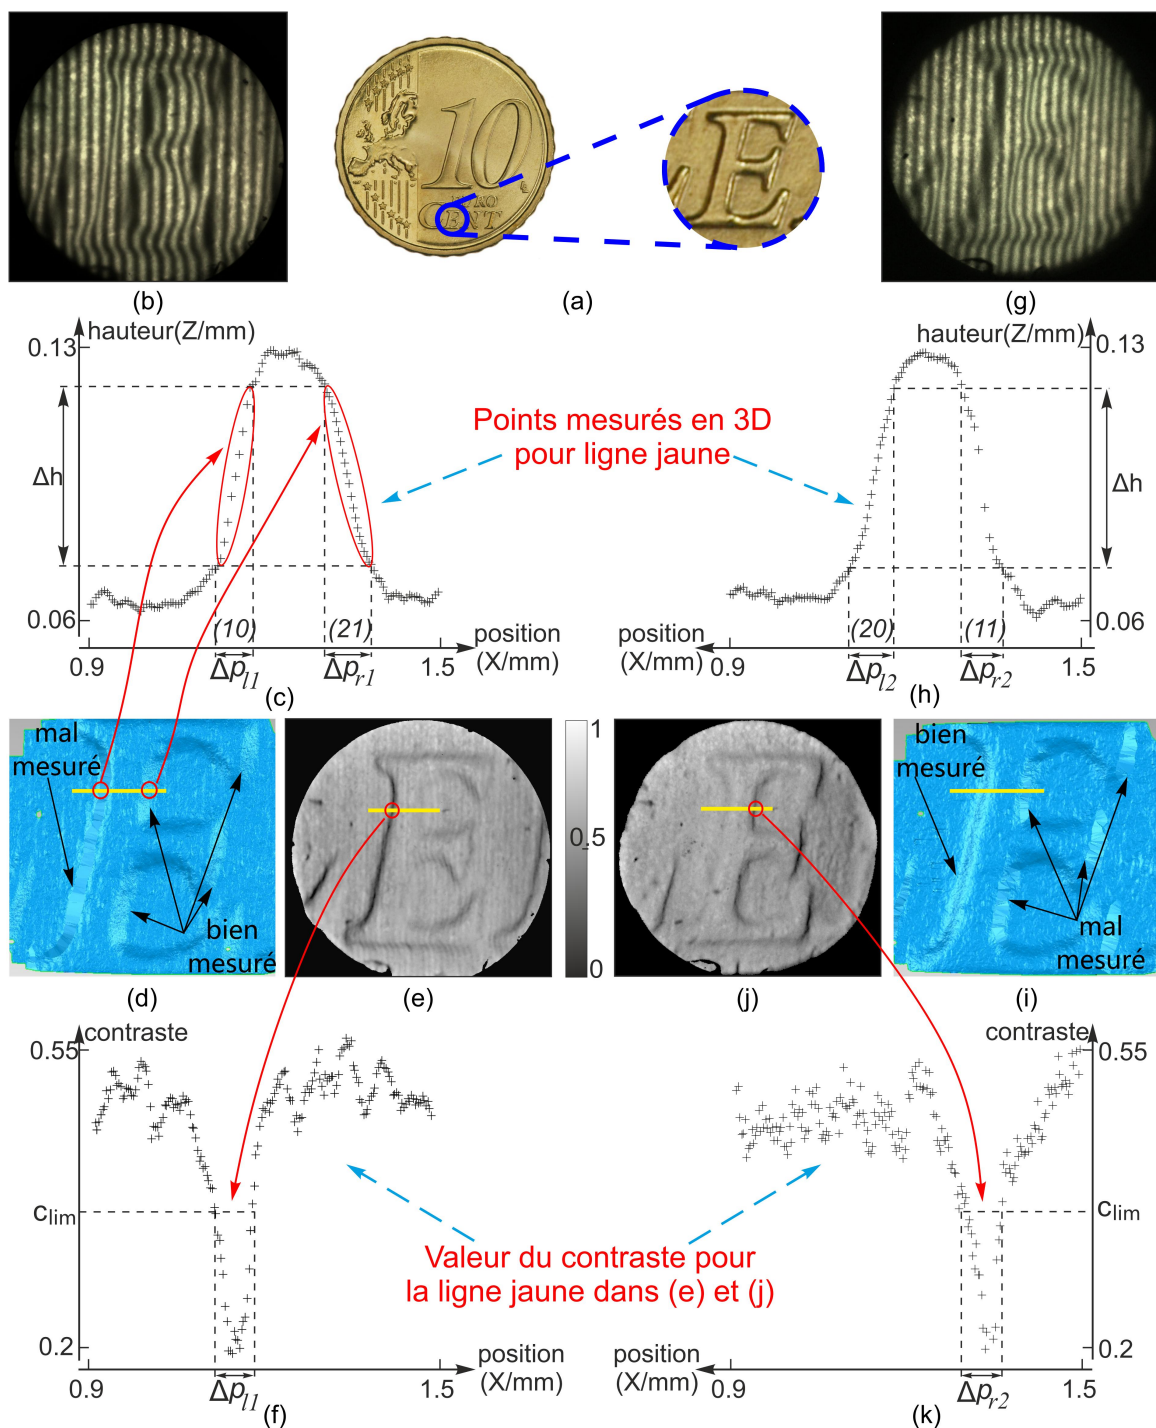 10
EURO
CENT
E
(b)
(a)
(g)
hauteur(Z/mm)
0.13
Δh
0.06
(10)
(21)
position
(X/mm)
0.9
Δp_l1
Δp_r1
1.5
(c)
Points mesurés en 3D
pour ligne jaune
hauteur(Z/mm)
0.13
Δh
0.06
(20)
(11)
position
(X/mm)
0.9
Δp_l2
Δp_r2
1.5
(h)
mal
mesuré
bien
mesuré
(d)
(e)
1
0.5
0
(j)
bien
mesuré
mal
mesuré
(i)
contraste
0.55
c_lim
0.2
0.9
Δp_l1
1.5
position
(X/mm)
(f)
Valeur du contraste pour
la ligne jaune dans (e) et (j)
contraste
0.55
c_lim
0.2
position
(X/mm)
0.9
Δp_r2
1.5
(k)